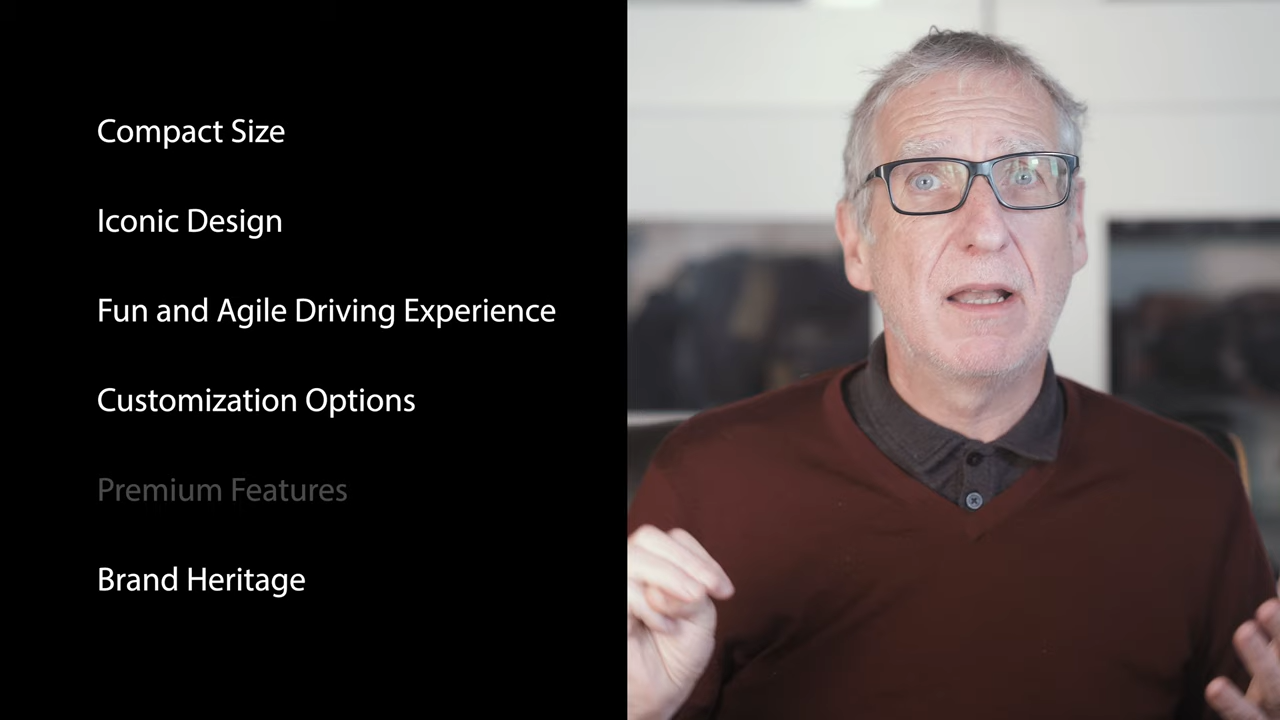 Compact Size
Iconic Design
Fun and Agile Driving Experience
Customization Options
Premium Features
Brand Heritage